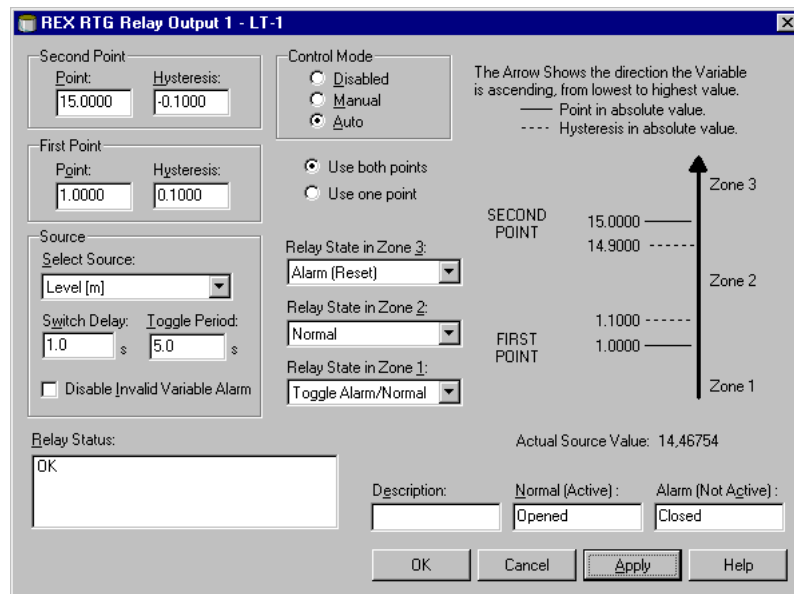 REX RTG Relay Output 1 - LT-1
Second Point
Point: Hysteresis:
15.0000 -0.1000
First Point
Point: Hysteresis:
1.0000 0.1000
Source
Select Source:
Level [m]
Switch Delay: Toggle Period:
1.0 s 5.0 s
Disable Invalid Variable Alarm
Control Mode
Disabled
Manual
Auto
Use both points
Use one point
Relay State in Zone 3:
Alarm (Reset)
Relay State in Zone 2:
Normal
Relay State in Zone 1:
Toggle Alarm/Normal
The Arrow Shows the direction the Variable
is ascending, from lowest to highest value.
Point in absolute value.
Hysteresis in absolute value.
Zone 3
SECOND
POINT
15.0000
14.9000
Zone 2
1.1000
FIRST
POINT
1.0000
Zone 1
Actual Source Value: 14,46754
Relay Status:
OK
Description: Normal (Active) : Alarm (Not Active) :
Opened Closed
OK Cancel Apply Help